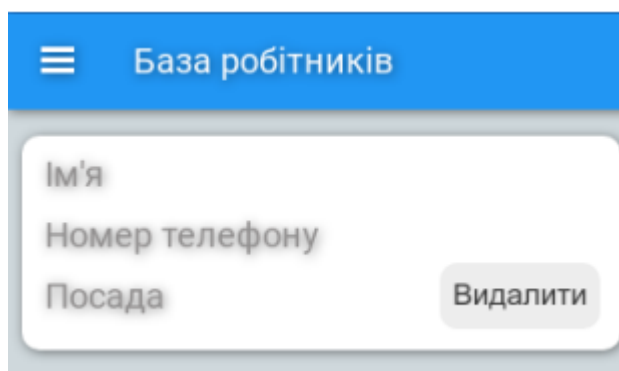 База робітників
Ім'я
Номер телефону
Посада
Видалити